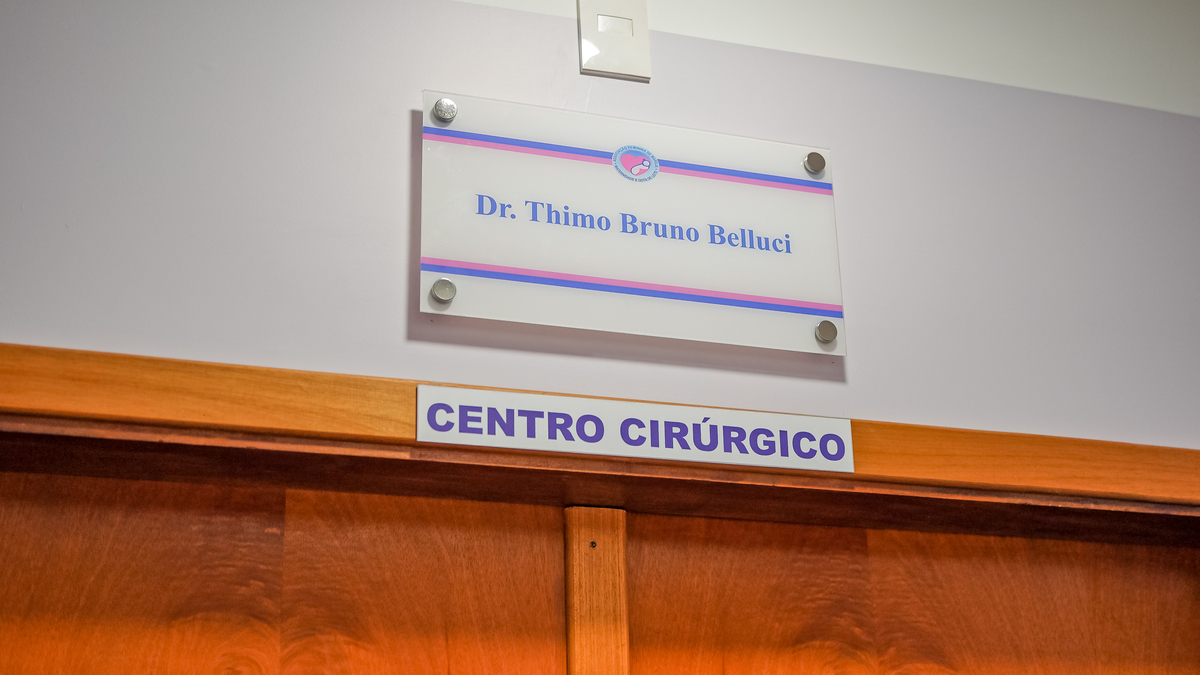 Dr. Thimo Bruno Belluci
CENTRO CIRÚRGICO